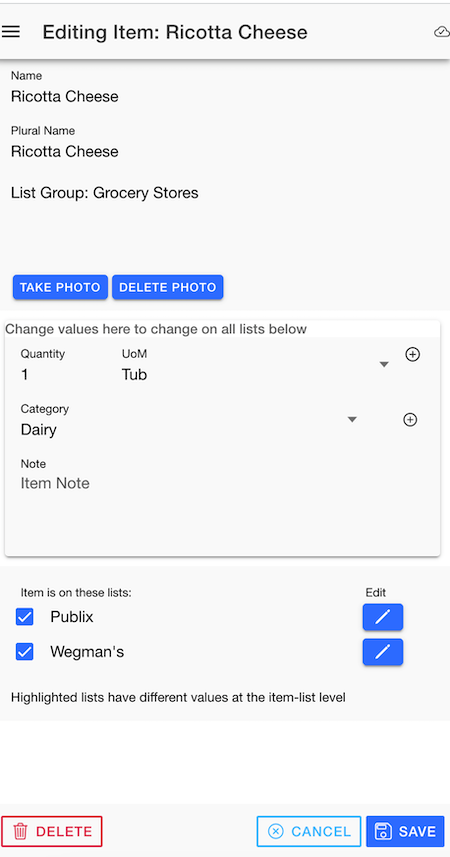 Editing Item: Ricotta Cheese
Name
Ricotta Cheese
Plural Name
Ricotta Cheese
List Group: Grocery Stores
TAKE PHOTO DELETE PHOTO
Change values here to change on all lists below
Quantity UoM
1 Tub
Category
Dairy
Note
Item Note
Item is on these lists: Edit
Publix
Wegman's
Highlighted lists have different values at the item-list level
DELETE CANCEL SAVE